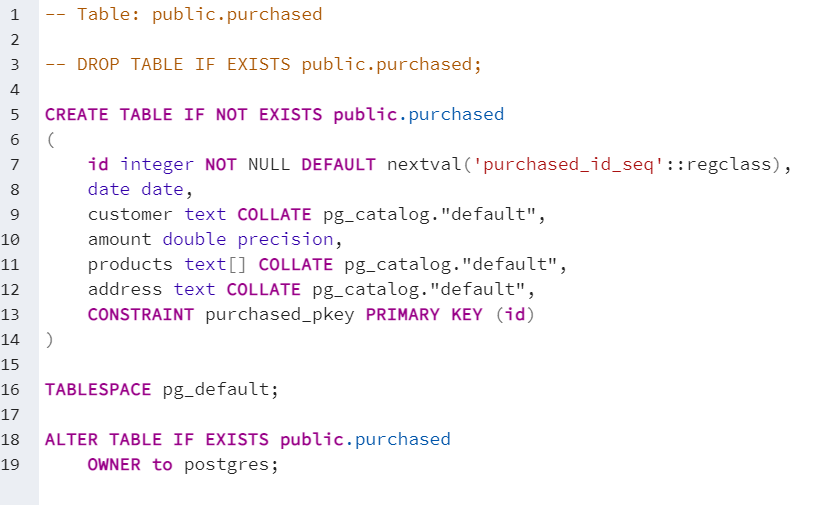 1 -- Table: public.purchased
2
3 -- DROP TABLE IF EXISTS public.purchased;
4
5 CREATE TABLE IF NOT EXISTS public.purchased
6 (
7     id integer NOT NULL DEFAULT nextval('purchased_id_seq'::regclass),
8     date date,
9     customer text COLLATE pg_catalog."default",
10     amount double precision,
11     products text[] COLLATE pg_catalog."default",
12     address text COLLATE pg_catalog."default",
13     CONSTRAINT purchased_pkey PRIMARY KEY (id)
14 )
15
16 TABLESPACE pg_default;
17
18 ALTER TABLE IF EXISTS public.purchased
19     OWNER to postgres;